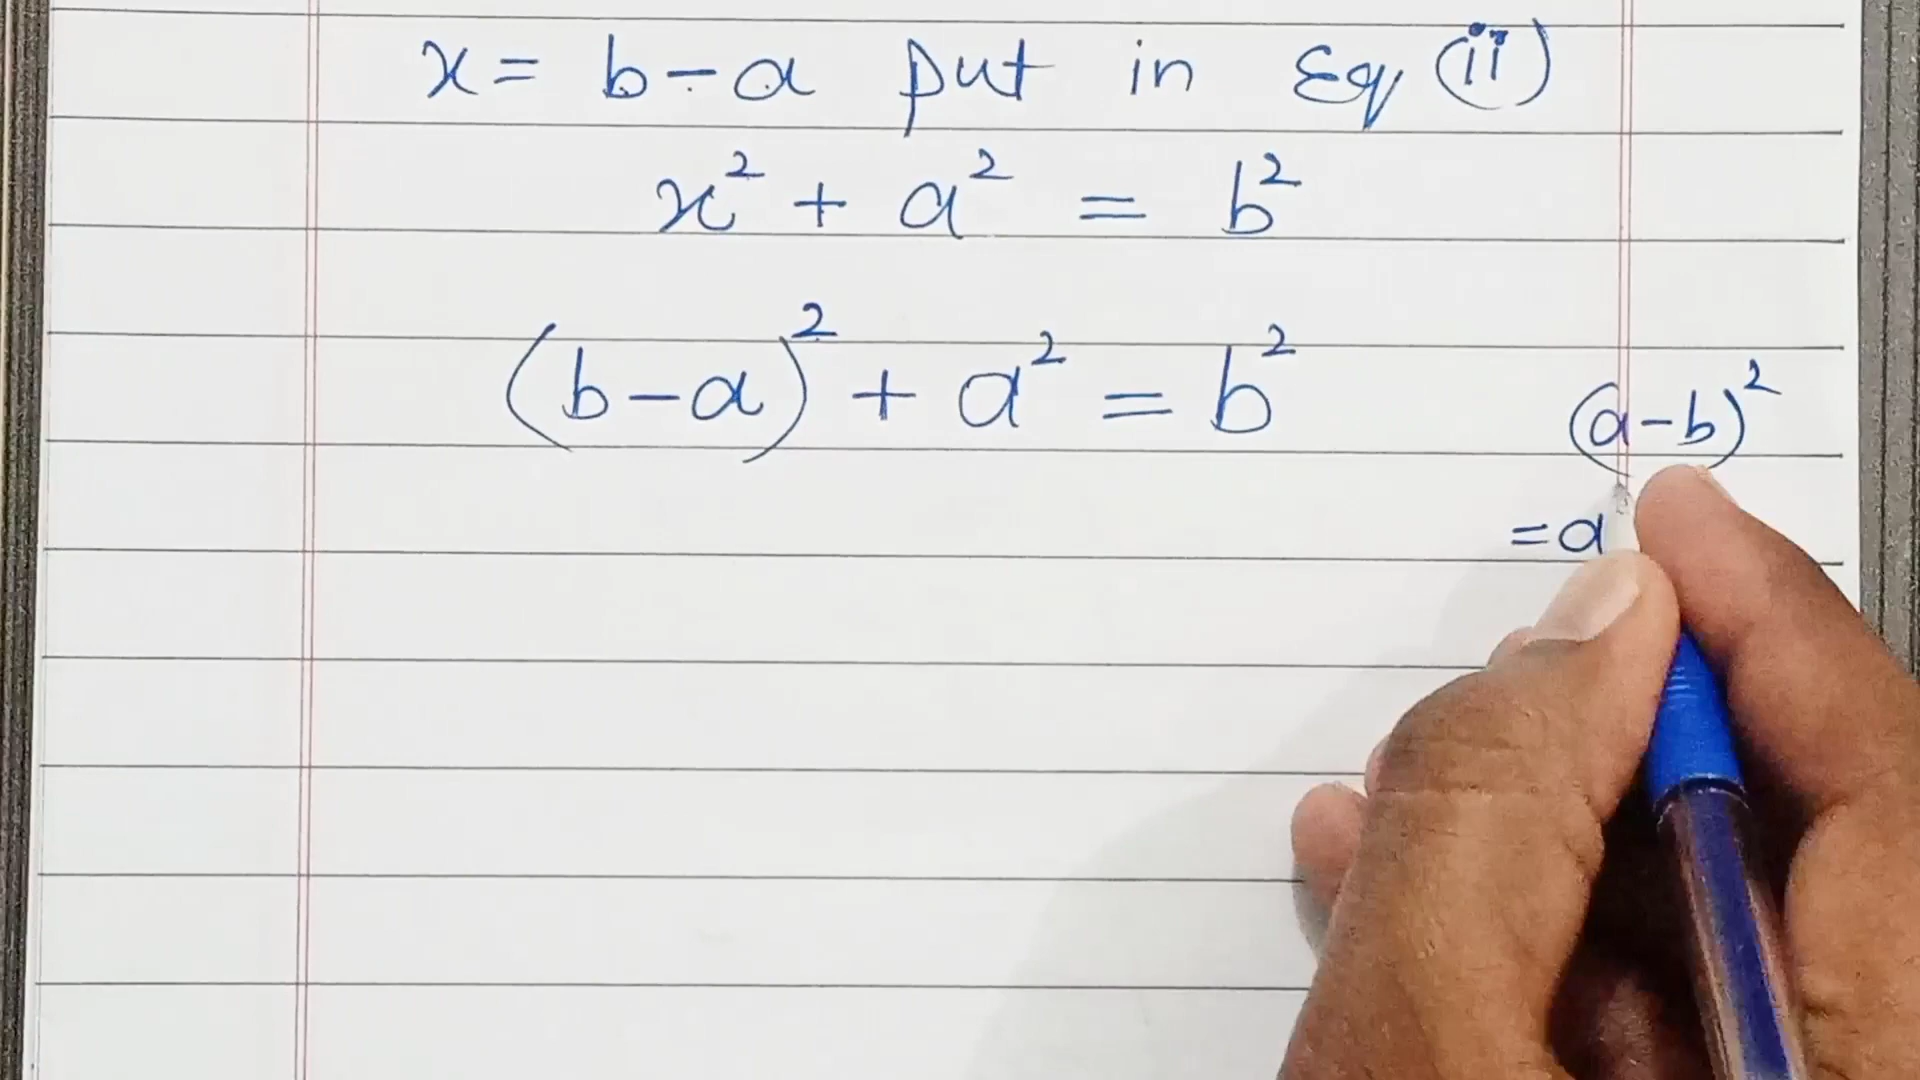 x = b - a put in Eq (ii)
x² + a² = b²
(b - a)² + a² = b²
(a - b)²
= a